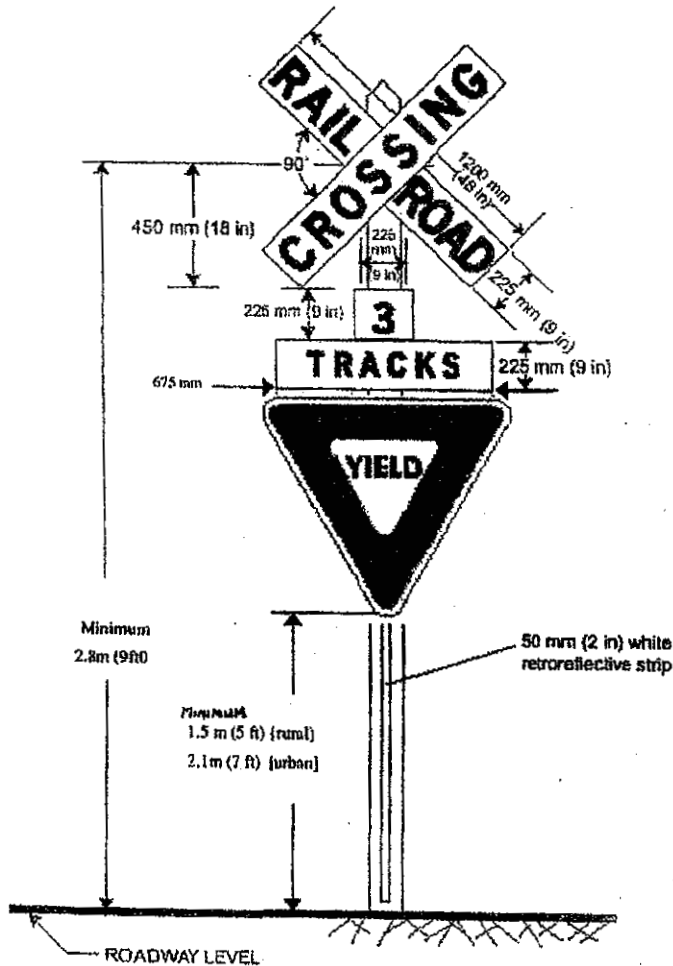 RAIL
ROAD
CROSSING
90°
1200 mm
(48 in)
450 mm (18 in)
225
mm
9 in)
225 mm (9 in)
225 mm (9 in)
3
TRACKS
225 mm (9 in)
675 mm
YIELD
Minimum
2.8m (9ft0
50 mm (2 in) white
retroreflective strip
Minimum
1.5 m (5 ft) {rural)
2.1m (7 ft) [urban]
ROADWAY LEVEL